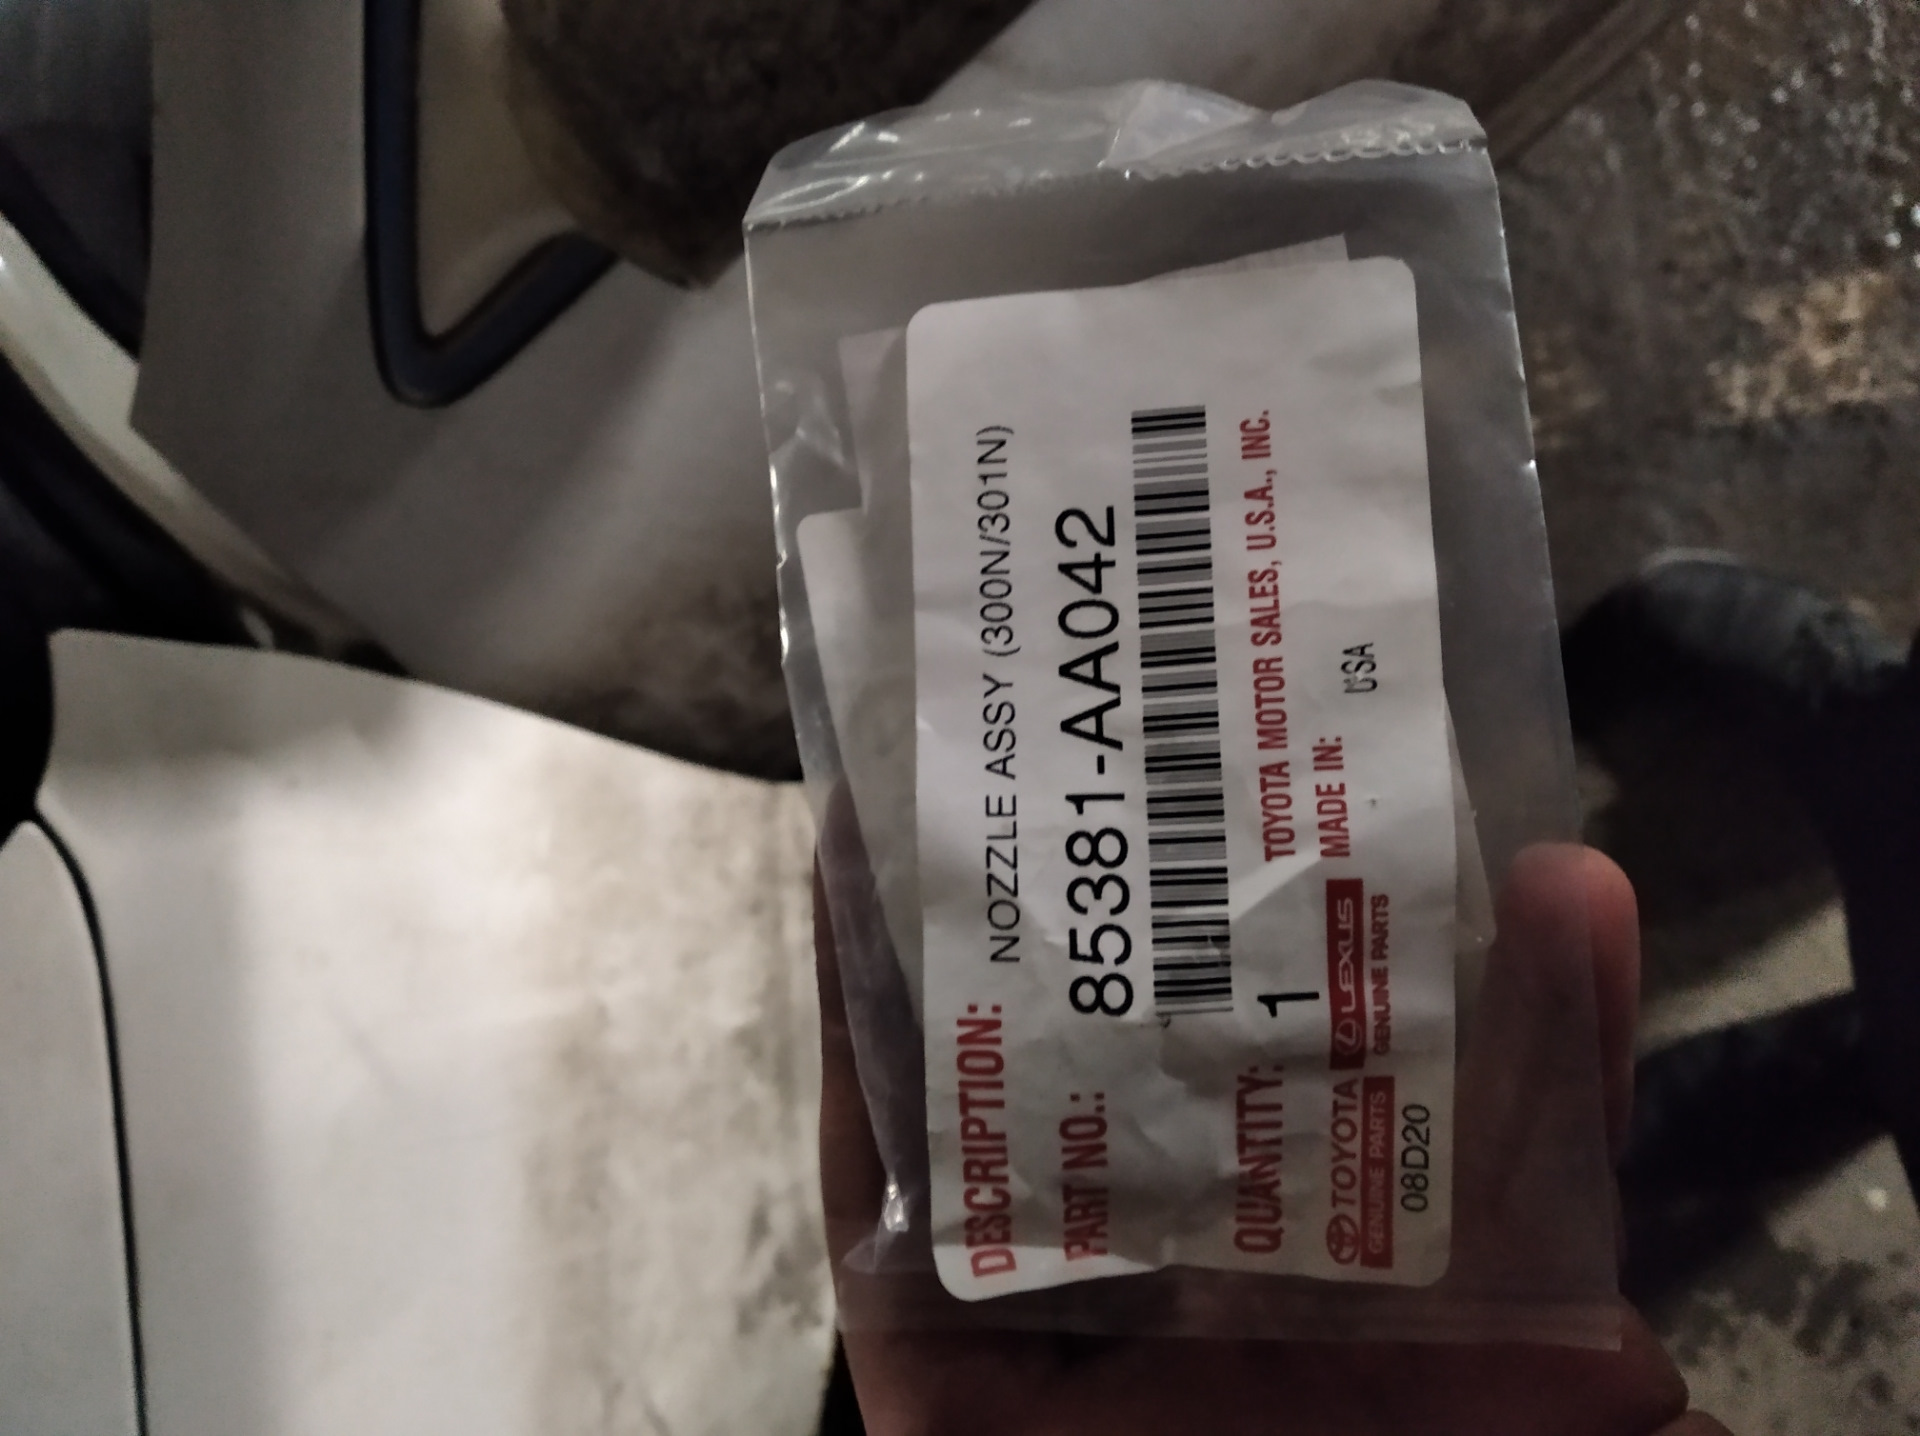 DESCRIPTION: NOZZLE ASSY (300N/301N)
PART NO.: 85381-AA042
QUANTITY: 1 TOYOTA MOTOR SALES, U.S.A., INC.
MADE IN: USA
TOYOTA LEXUS
GENUINE PARTS GENUINE PARTS
08D20